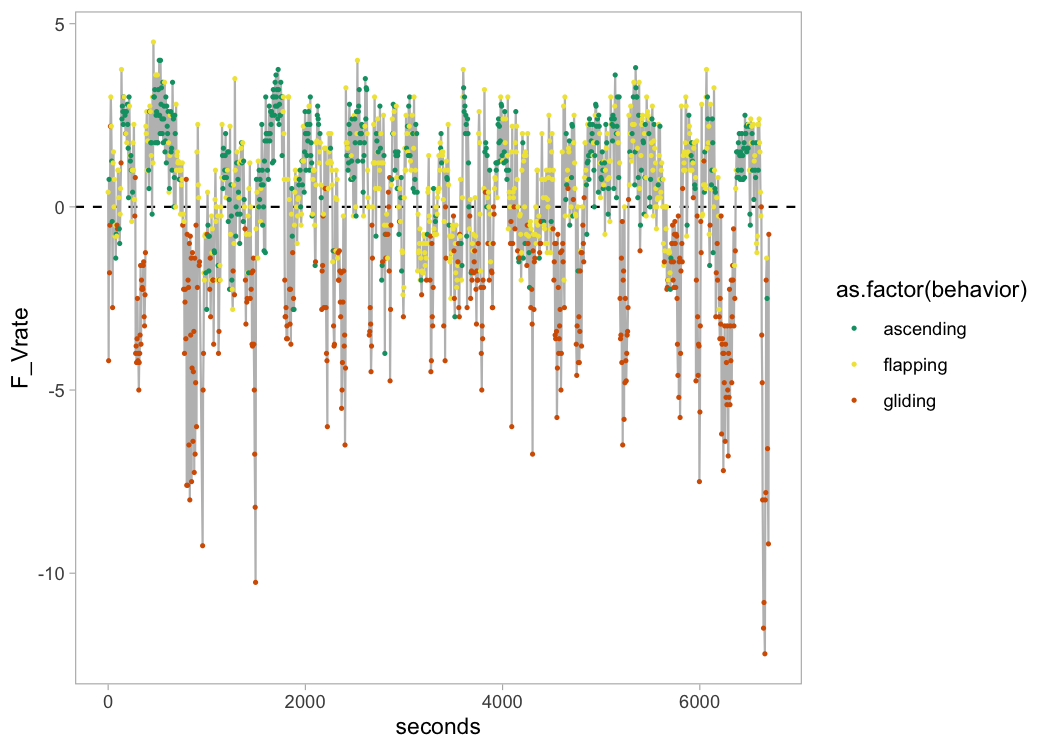 5
0
-5
-10
F_Vrate
0
2000
4000
6000
seconds
as.factor(behavior)
ascending
flapping
gliding